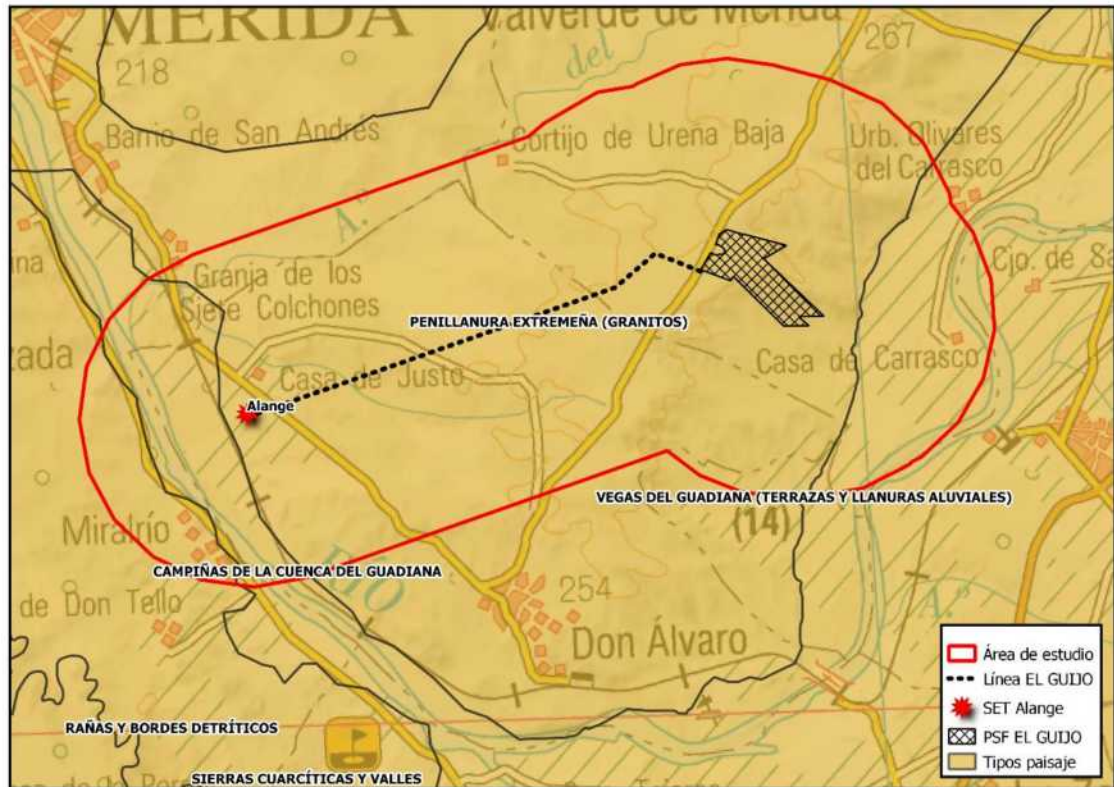 MERIDA
Valverde de Mérida
218
del
267
Barrio de San Andrés
Cortijo de Ureña Baja
Urb. Olivares
del Carrasco
A.º
Granja de los
Siete Colchones
Cjo. de Sa
PENILLANURA EXTREMEÑA (GRANITOS)
zada
Casa de Justo
Casa de Carrasco
Alange
VEGAS DEL GUADIANA (TERRAZAS Y LLANURAS ALUVIALES)
(14)
Miralrío
CAMPIÑAS DE LA CUENCA DEL GUADIANA
RIO
de Don Tello
254
A.º
Don Álvaro
RAÑAS Y BORDES DETRÍTICOS
SIERRAS CUARCÍTICAS Y VALLES
Área de estudio
Línea EL GUIJO
SET Alange
PSF EL GUIJO
Tipos paisaje